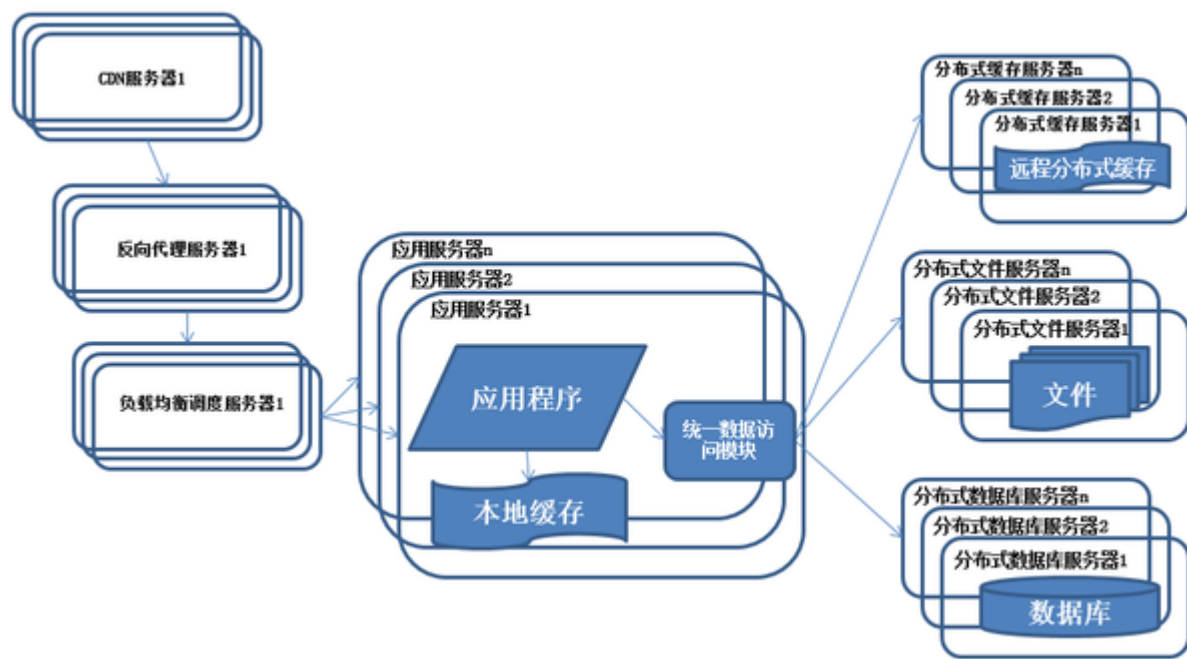 CDN服务器1
反向代理服务器1
负载均衡调度服务器1
应用服务器n
应用服务器2
应用服务器1
应用程序
本地缓存
统一数据访
问模块
分布式缓存服务器n
分布式缓存服务器2
分布式缓存服务器1
远程分布式缓存
分布式文件服务器n
分布式文件服务器2
分布式文件服务器1
文件
分布式数据库服务器n
分布式数据库服务器2
分布式数据库服务器1
数据库